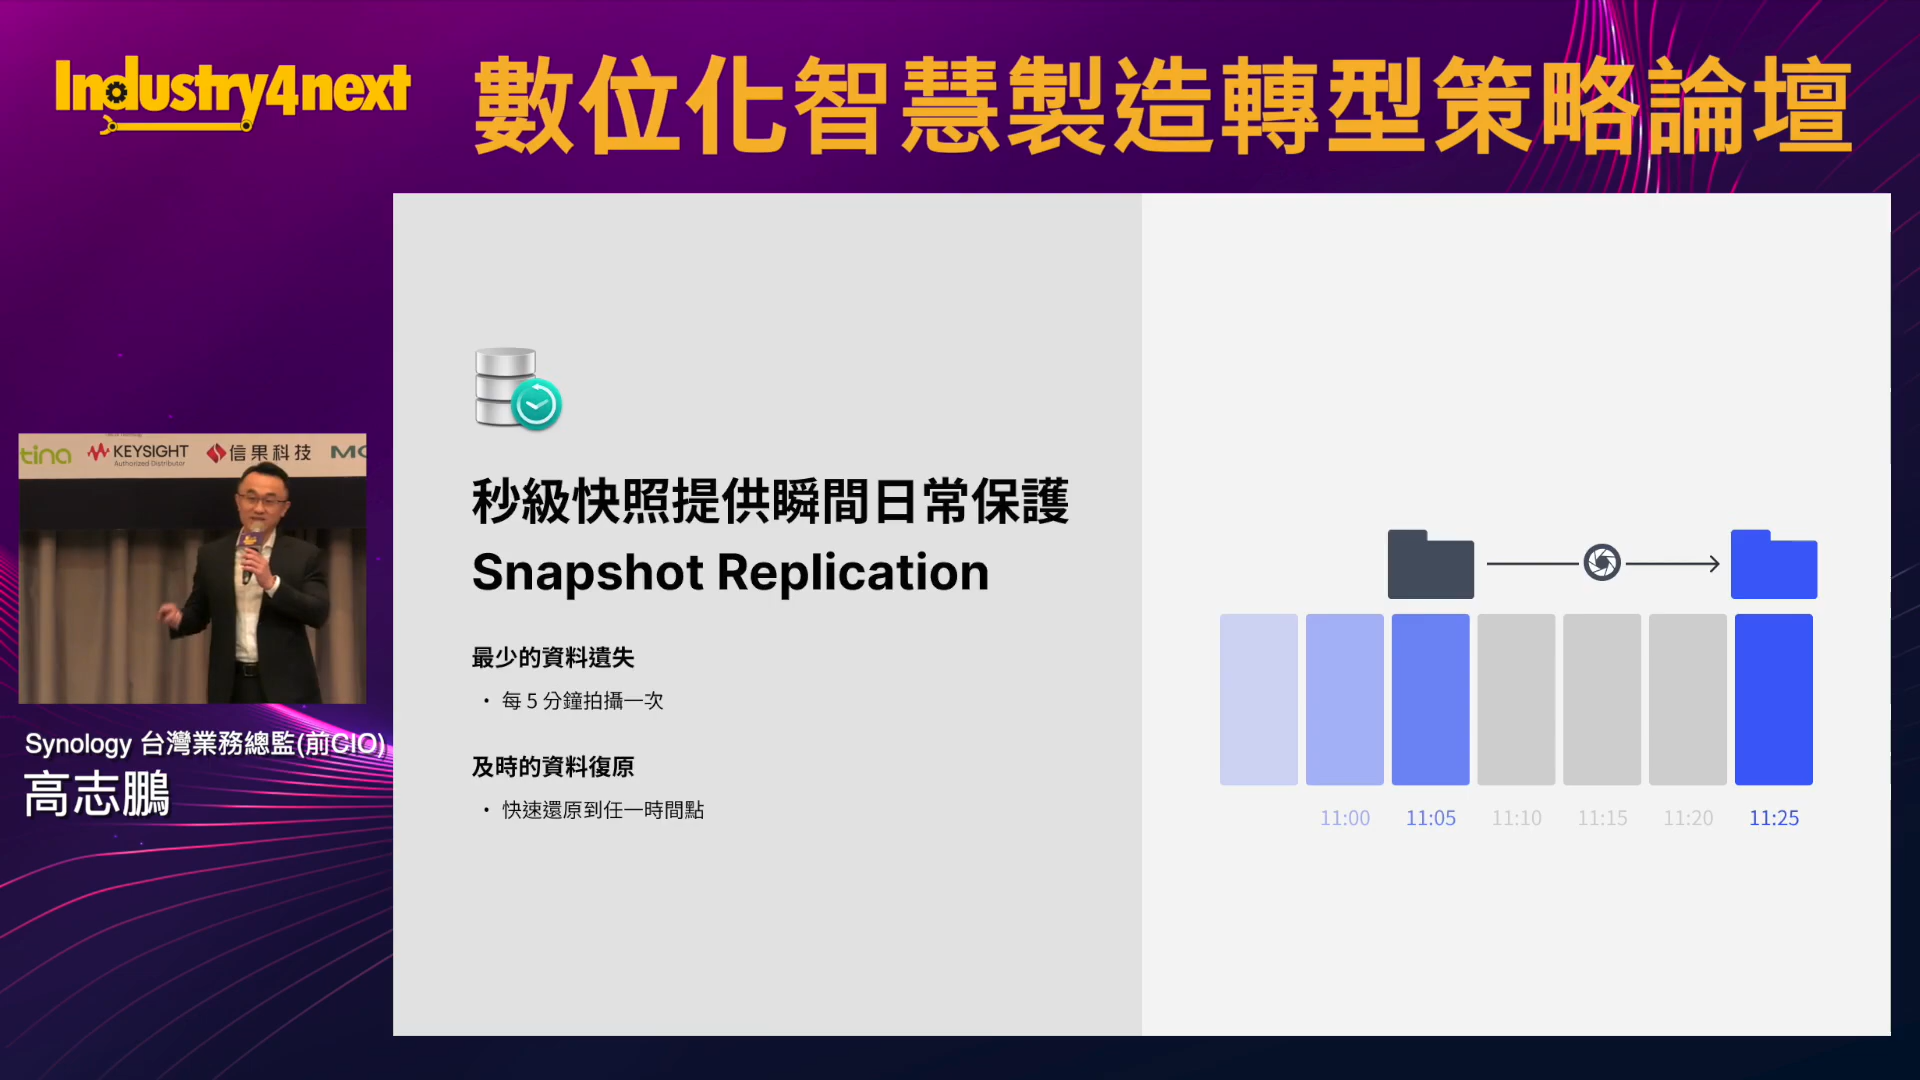 Industry4next
數位化智慧製造轉型策略論壇
秒級快照提供瞬間日常保護
Snapshot Replication
最少的資料遺失
• 每 5 分鐘拍攝一次
及時的資料復原
• 快速還原到任一時間點
11:00 11:05 11:10 11:15 11:20 11:25
tina KEYSIGHT 信果科技 MO
Authorized Distributor
Synology 台灣業務總監(前CIO)
高志鵬